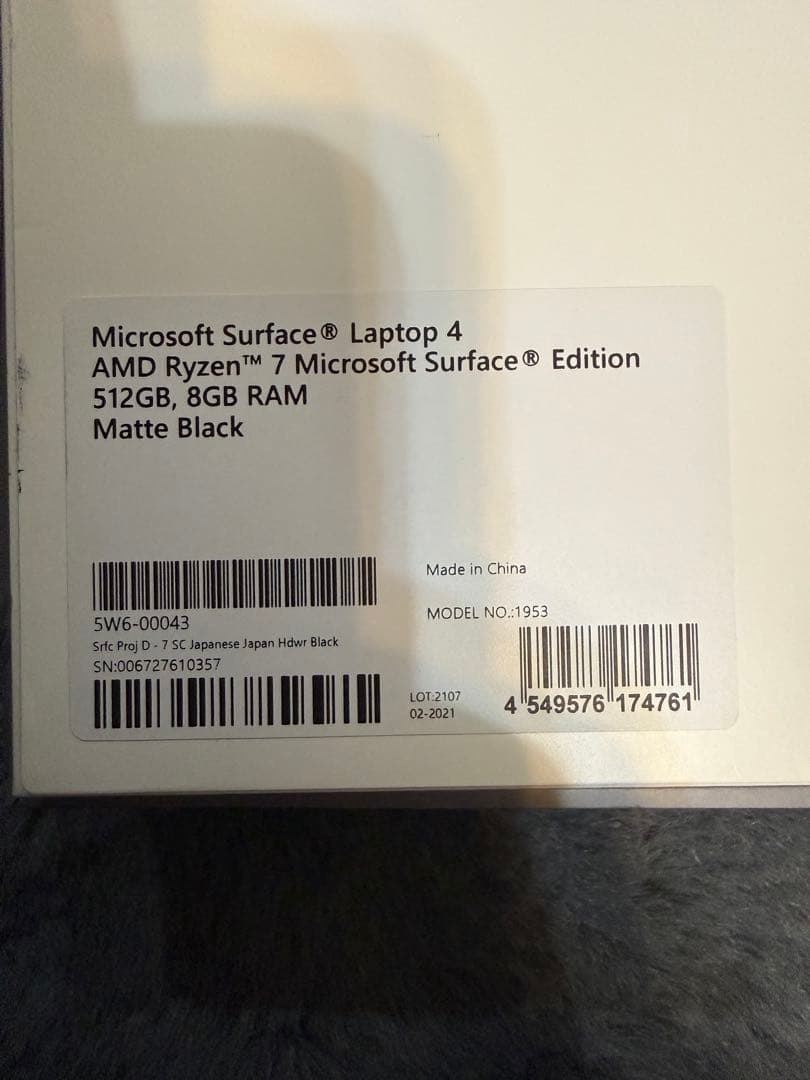 Microsoft Surface® Laptop 4
AMD Ryzen™ 7 Microsoft Surface® Edition
512GB, 8GB RAM
Matte Black
5W6-00043
Srfc Proj D - 7 SC Japanese Japan Hdwr Black
SN:006727610357
Made in China
MODEL NO.:1953
LOT:2107
02-2021
4 549576 174761